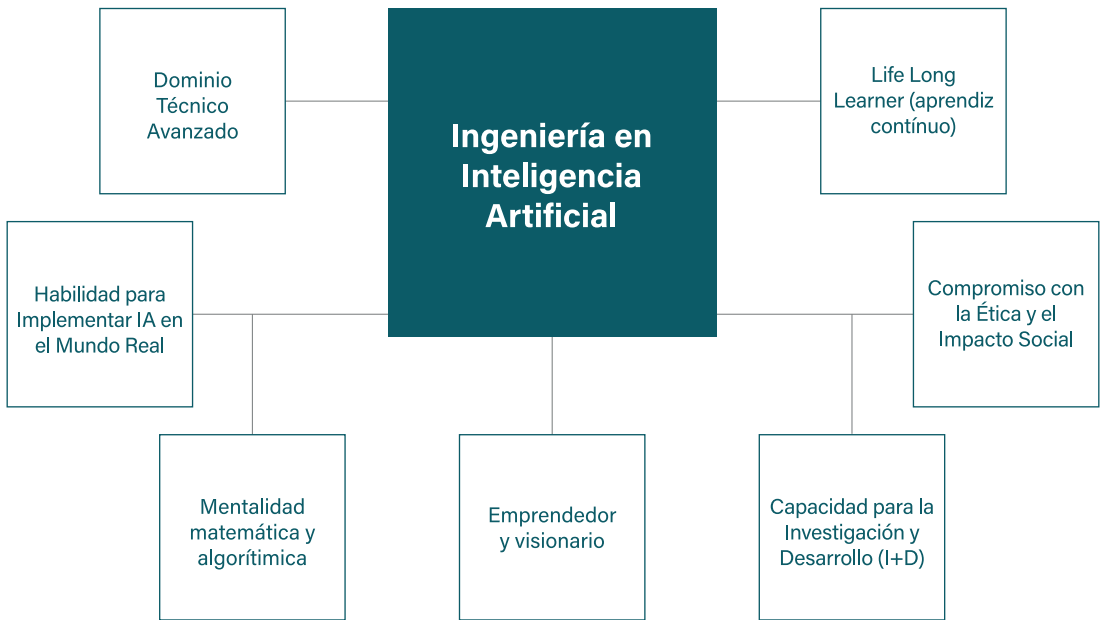 Dominio
Técnico
Avanzado
Ingeniería en
Inteligencia
Artificial
Life Long
Learner (aprendiz
contínuo)
Habilidad para
Implementar IA en
el Mundo Real
Compromiso con
la Ética y el
Impacto Social
Mentalidad
matemática y
algorítimica
Emprendedor
y visionario
Capacidad para la
Investigación y
Desarrollo (I+D)